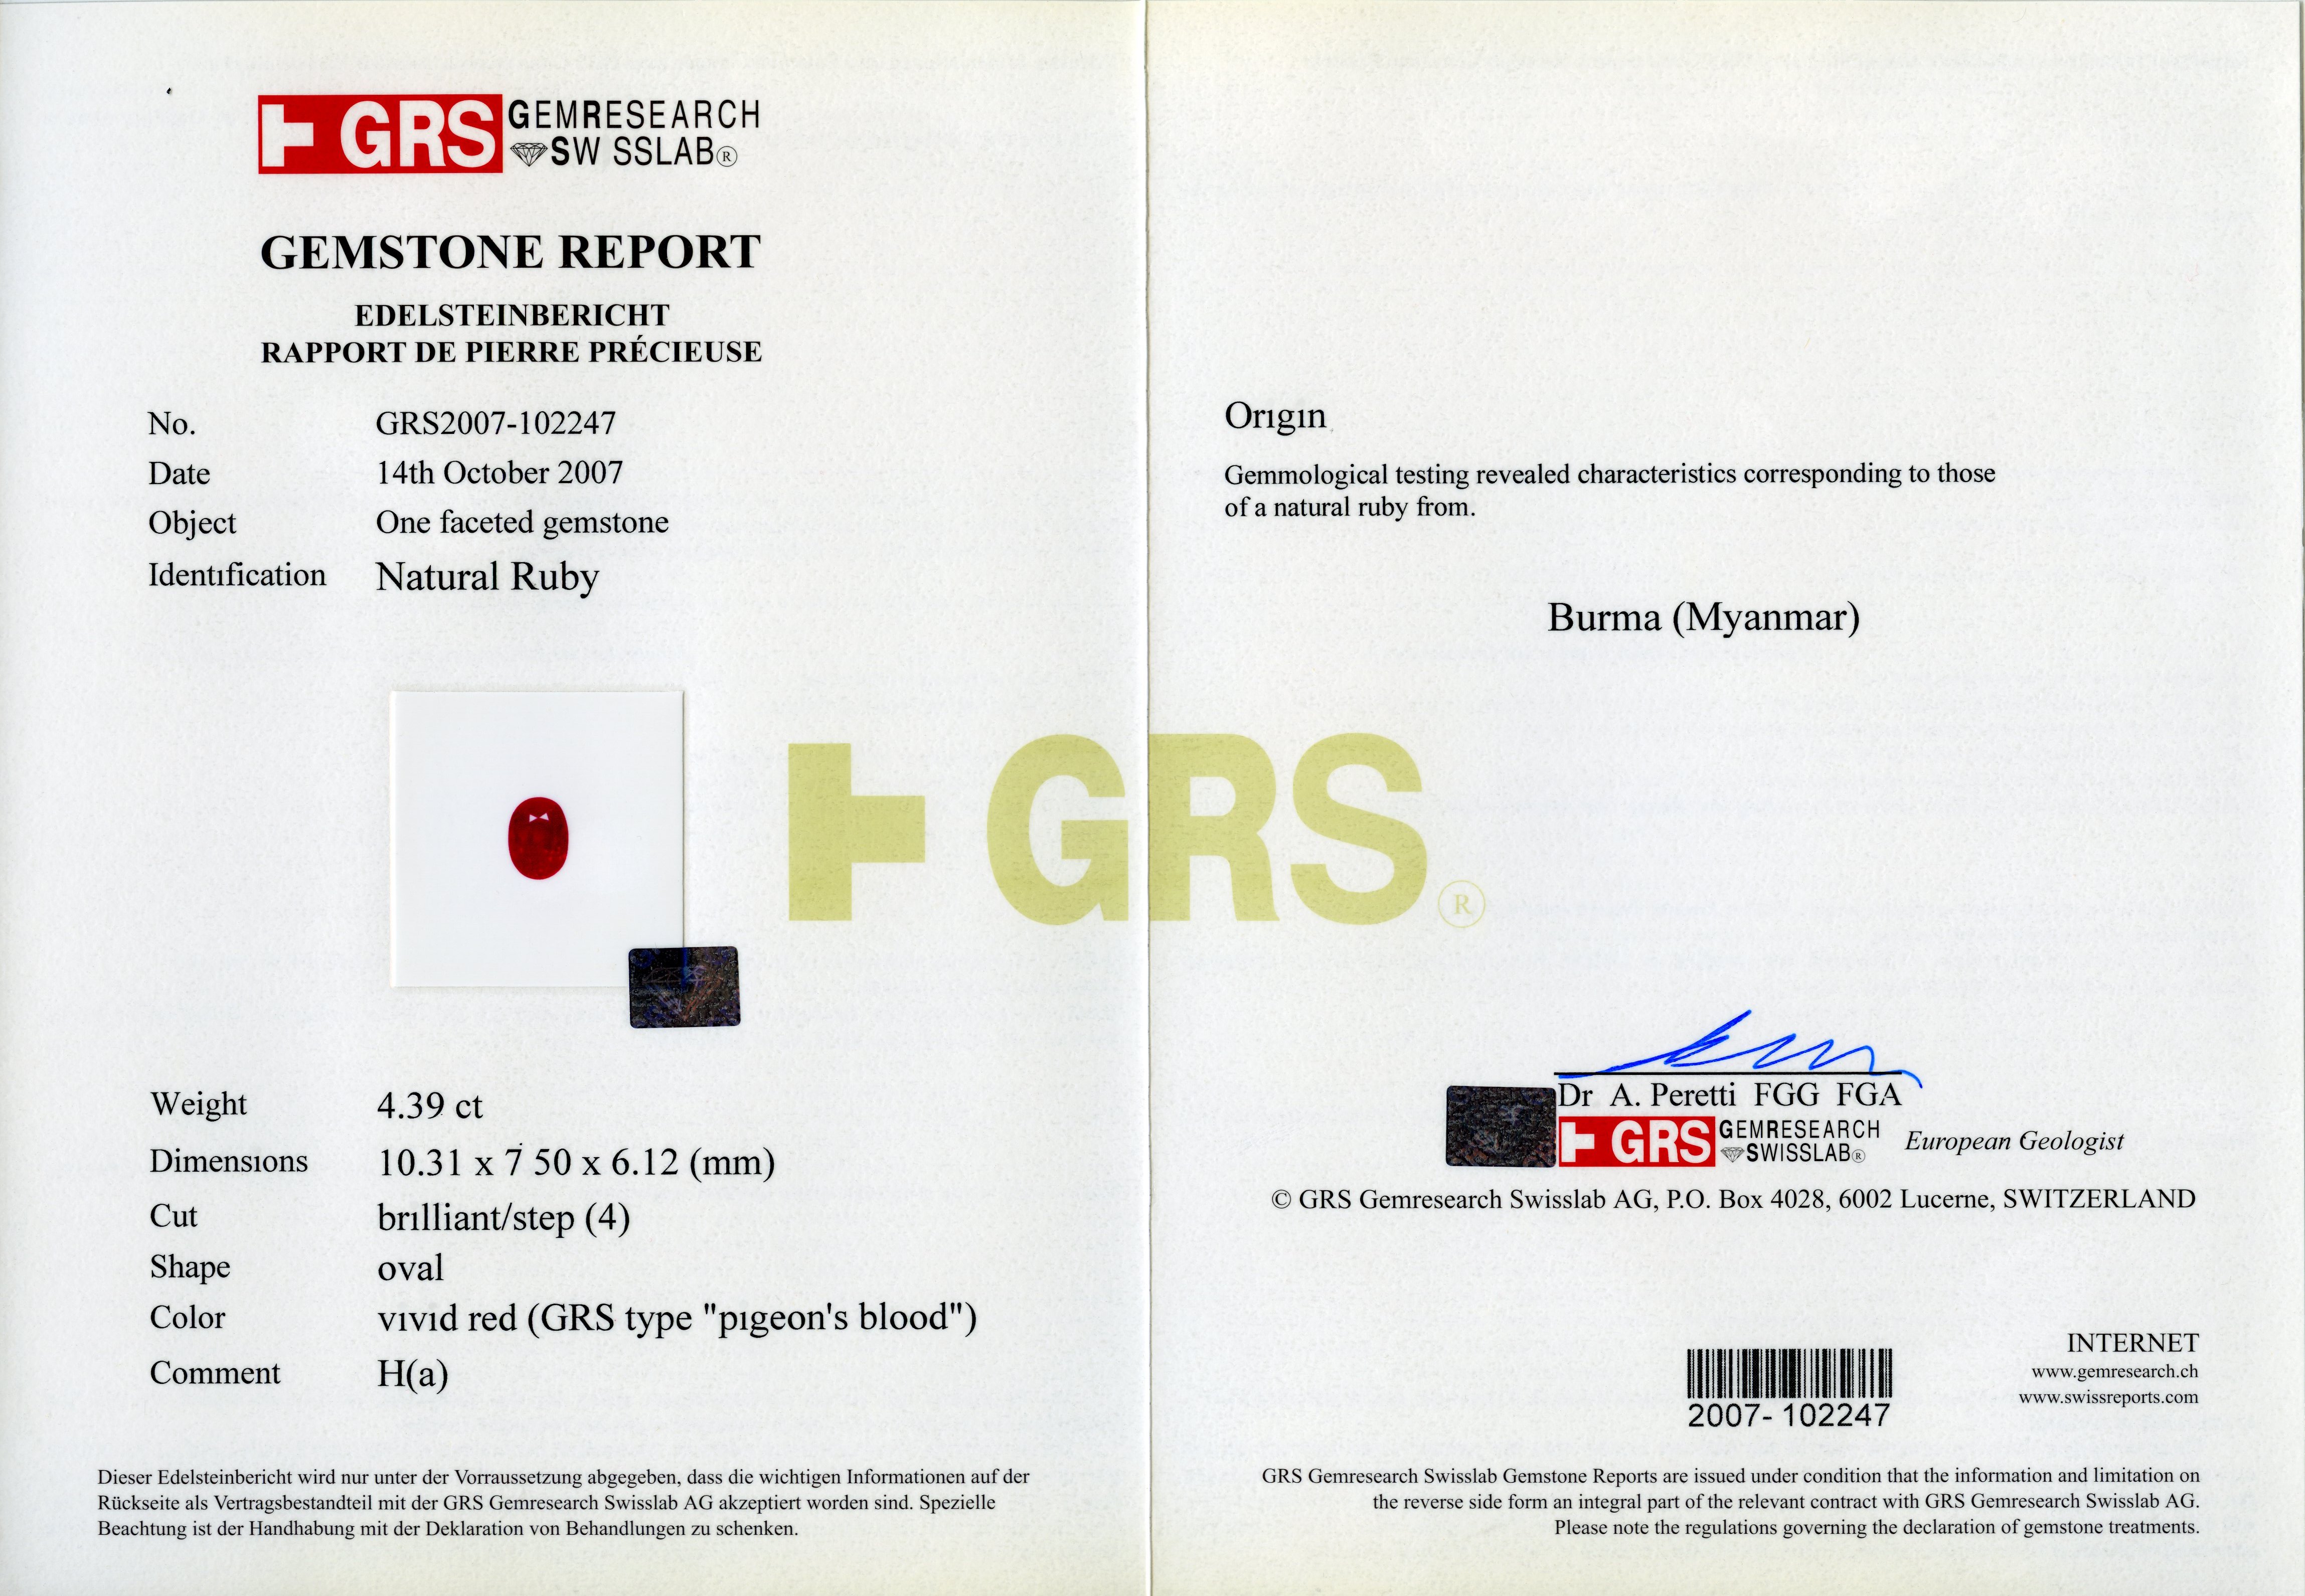 GRS GEMRESEARCH
SW SSLAB®
GEMSTONE REPORT
EDELSTEINBERICHT
RAPPORT DE PIERRE PRÉCIEUSE
No. GRS2007-102247
Date 14th October 2007
Object One faceted gemstone
Identification Natural Ruby
Weight 4.39 ct
Dimensions 10.31 x 7 50 x 6.12 (mm)
Cut brilliant/step (4)
Shape oval
Color vivid red (GRS type "pigeon's blood")
Comment H(a)
Dieser Edelsteinbericht wird nur unter der Vorraussetzung abgegeben, dass die wichtigen Informationen auf der
Rückseite als Vertragsbestandteil mit der GRS Gemresearch Swisslab AG akzeptiert worden sind. Spezielle
Beachtung ist der Handhabung mit der Deklaration von Behandlungen zu schenken.
GRS®
Origin
Gemmological testing revealed characteristics corresponding to those
of a natural ruby from.
Burma (Myanmar)
Dr A. Peretti FGG FGA
GRS GEMRESEARCH
SWISSLAB®
European Geologist
© GRS Gemresearch Swisslab AG, P.O. Box 4028, 6002 Lucerne, SWITZERLAND
INTERNET
www.gemresearch.ch
www.swissreports.com
2007-102247
GRS Gemresearch Swisslab Gemstone Reports are issued under condition that the information and limitation on
the reverse side form an integral part of the relevant contract with GRS Gemresearch Swisslab AG.
Please note the regulations governing the declaration of gemstone treatments.